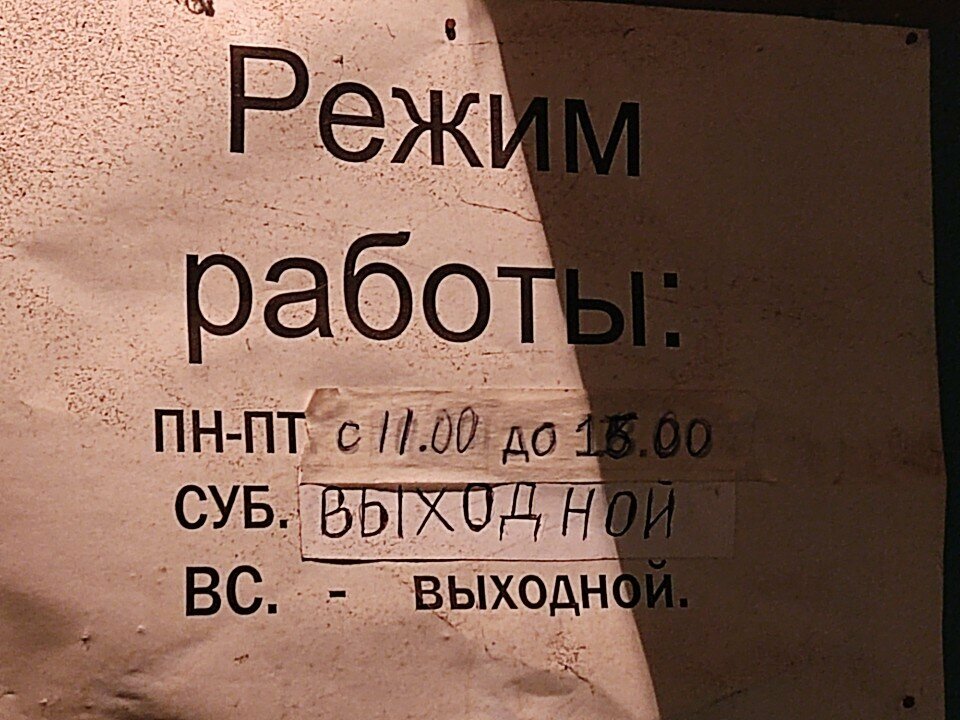 Режим
работы:
ПН-ПТ с 11.00 до
СУБ. ВЫХОДНОЙ
ВС. - ВЫХОДНОЙ.